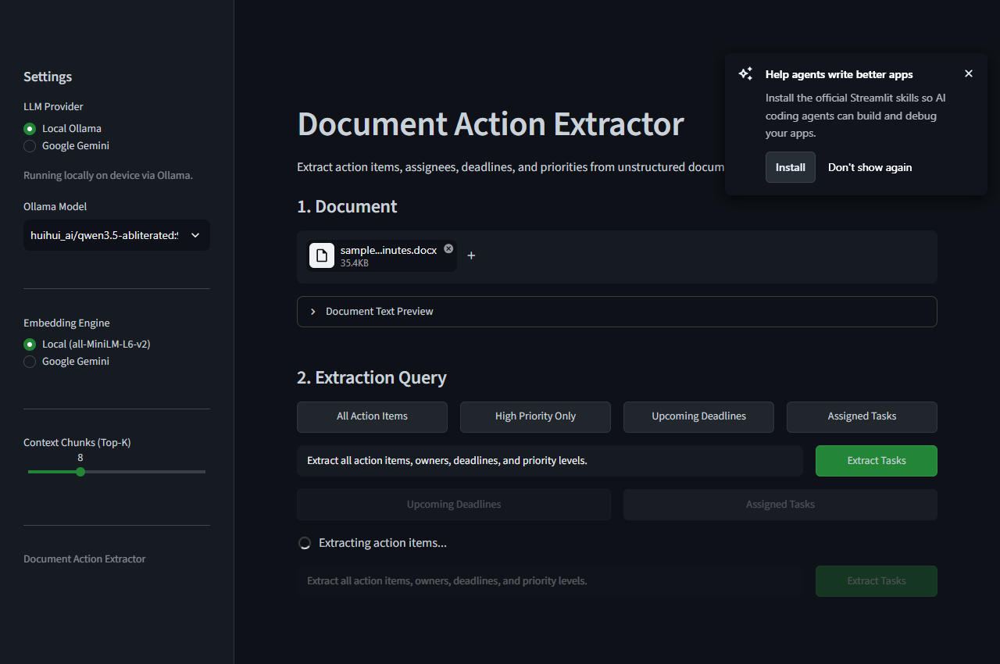 Settings
LLM Provider
Local Ollama
Google Gemini
Running locally on device via Ollama.
Ollama Model
huihui_ai/qwen3.5-abliterated:
Embedding Engine
Local (all-MiniLM-L6-v2)
Google Gemini
Context Chunks (Top-K)
8
Document Action Extractor
Help agents write better apps
Install the official Streamlit skills so AI
coding agents can build and debug
your apps.
Install
Don't show again
Document Action Extractor
Extract action items, assignees, deadlines, and priorities from unstructured docum
1. Document
sample...inutes.docx
35.4KB
Document Text Preview
2. Extraction Query
All Action Items
High Priority Only
Upcoming Deadlines
Assigned Tasks
Extract all action items, owners, deadlines, and priority levels.
Extract Tasks
Upcoming Deadlines
Assigned Tasks
Extracting action items...
Extract all action items, owners, deadlines, and priority levels.
Extract Tasks